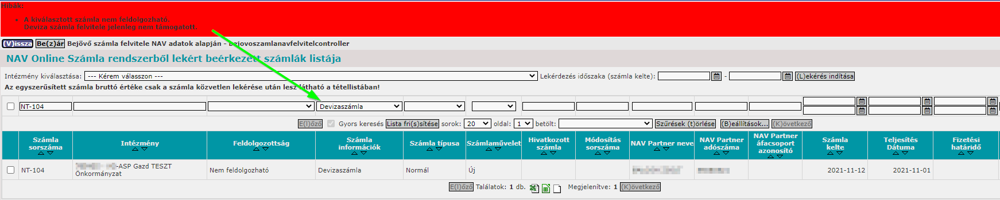 Hibák:
A kiválasztott számla nem feldolgozható.
Deviza számla felvitele jelenleg nem támogatott.
(V)issza Be(z)ár Bejövő számla felvitele NAV adatok alapján - bejovoszamlanavfelvitelcontroller
NAV Online Számla rendszerből lekért beérkezett számlák listája
Intézmény kiválasztása: --- Kérem válasszon --- Lekérdezés időszaka (számla kelte): - (L)ekérés indítása
Az egyszerűsített számla bruttó értéke csak a számla közvetlen lekérése után lesz látható a tétellistában!
NT-104 Devizaszámla
E(l)őző Gyors keresés Lista fri(s)sítése sorok: 20 oldal: 1 betölt: Szűrések (t)örlése (B)eállítások... (K)övetkező
Számla sorszáma Intézmény Feldolgozottság Számla információk Számla típusa Számlaművelet Hivatkozott számla Módosítás sorszáma NAV Partner neve NAV Partner adószáma NAV Partner áfacsoport azonosító Számla kelte Teljesítés Dátuma Fizetési határidő
NT-104 -ASP Gazd TESZT Önkormányzat Nem feldolgozható Devizaszámla Normál Új 2021-11-12 2021-11-01
E(l)őző Találatok: 1 db. Megjelenítve: 1 (K)övetkező